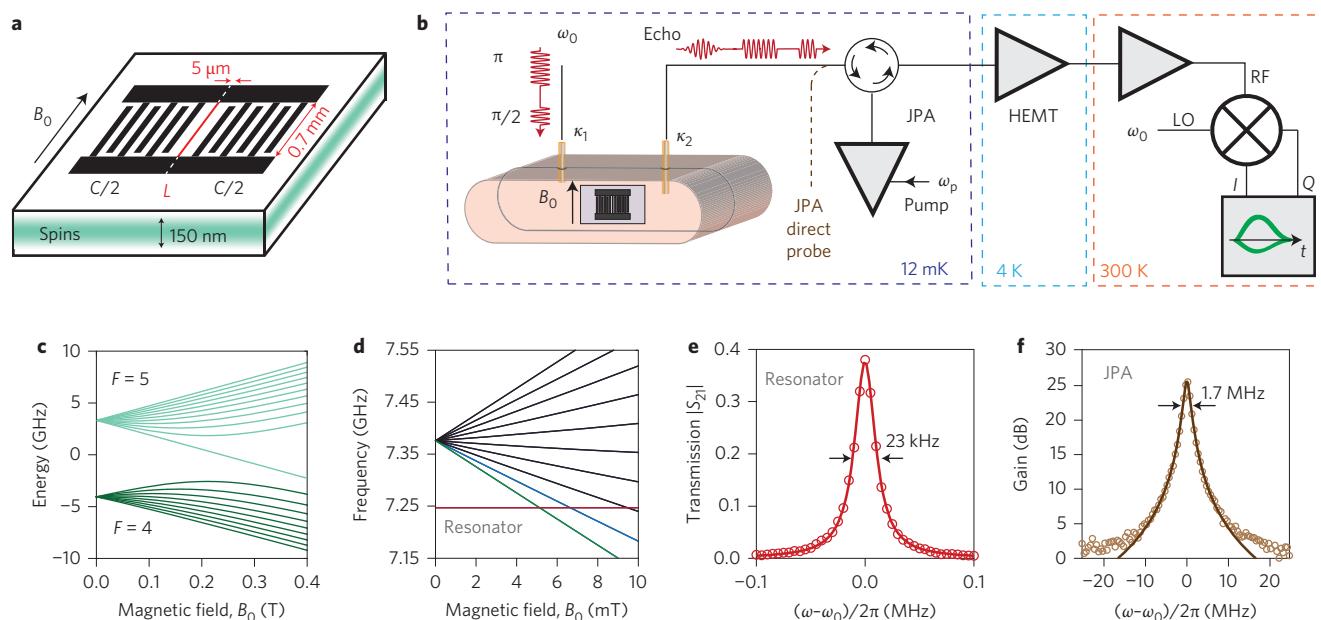 a
5 µm
B₀
0.7 mm
C/2
L
C/2
Spins
150 nm
b
ω₀
Echo
π
π/2
κ₁
κ₂
B₀
JPA
direct
probe
JPA
ωₚ
Pump
12 mK
HEMT
4 K
RF
ω₀
LO
I
Q
t
300 K
c
10
5
0
−5
−10
Energy (GHz)
F = 5
F = 4
0.0
0.1
0.2
0.3
0.4
Magnetic field, B₀ (T)
d
7.55
7.45
7.35
7.25
7.15
Frequency (GHz)
Resonator
0
2
4
6
8
10
Magnetic field, B₀ (mT)
e
0.4
0.3
0.2
0.1
0.0
Transmission |S₂₁|
Resonator
23 kHz
−0.1
0.0
0.1
(ω-ω₀)/2π (MHz)
f
30
25
20
15
10
5
0
Gain (dB)
JPA
1.7 MHz
−20
−10
0
10
20
(ω-ω₀)/2π (MHz)